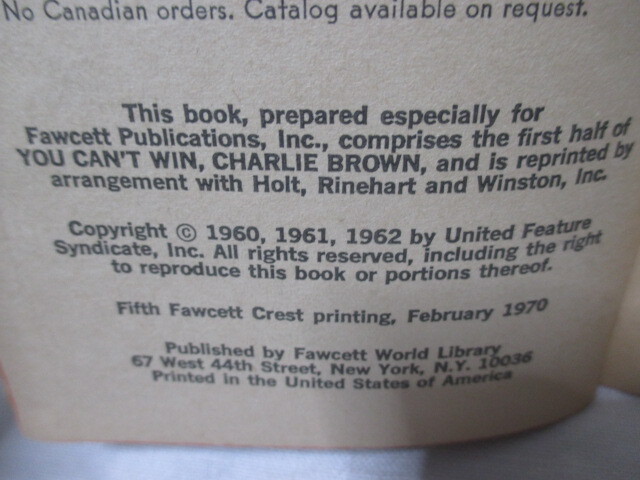 No Canadian orders. Catalog available on request.
This book, prepared especially for
Fawcett Publications, Inc., comprises the first half of
YOU CAN'T WIN, CHARLIE BROWN, and is reprinted by
arrangement with Holt, Rinehart and Winston, Inc.
Copyright © 1960, 1961, 1962 by United Feature
Syndicate, Inc. All rights reserved, including the right
to reproduce this book or portions thereof.
Fifth Fawcett Crest printing, February 1970
Published by Fawcett World Library
67 West 44th Street, New York, N.Y. 10036
Printed in the United States of America